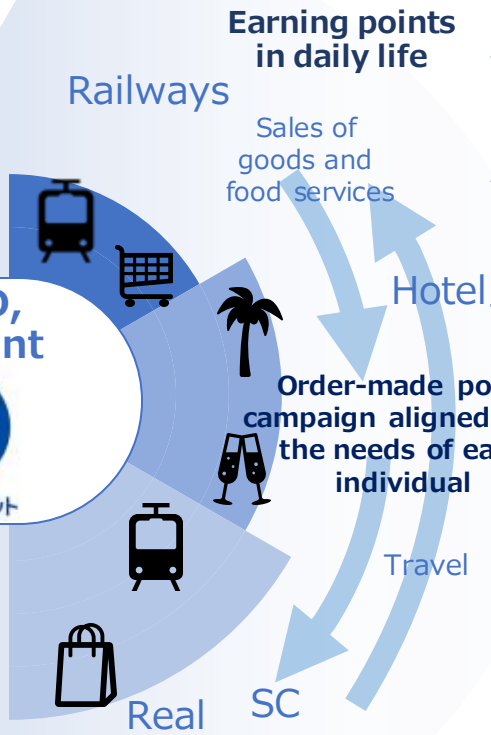 Earning points
in daily life
Railways
Sales of
goods and
food services
Hotel,
nt
Order-made po
campaign aligned
the needs of ea
individual
Travel
SC
Real